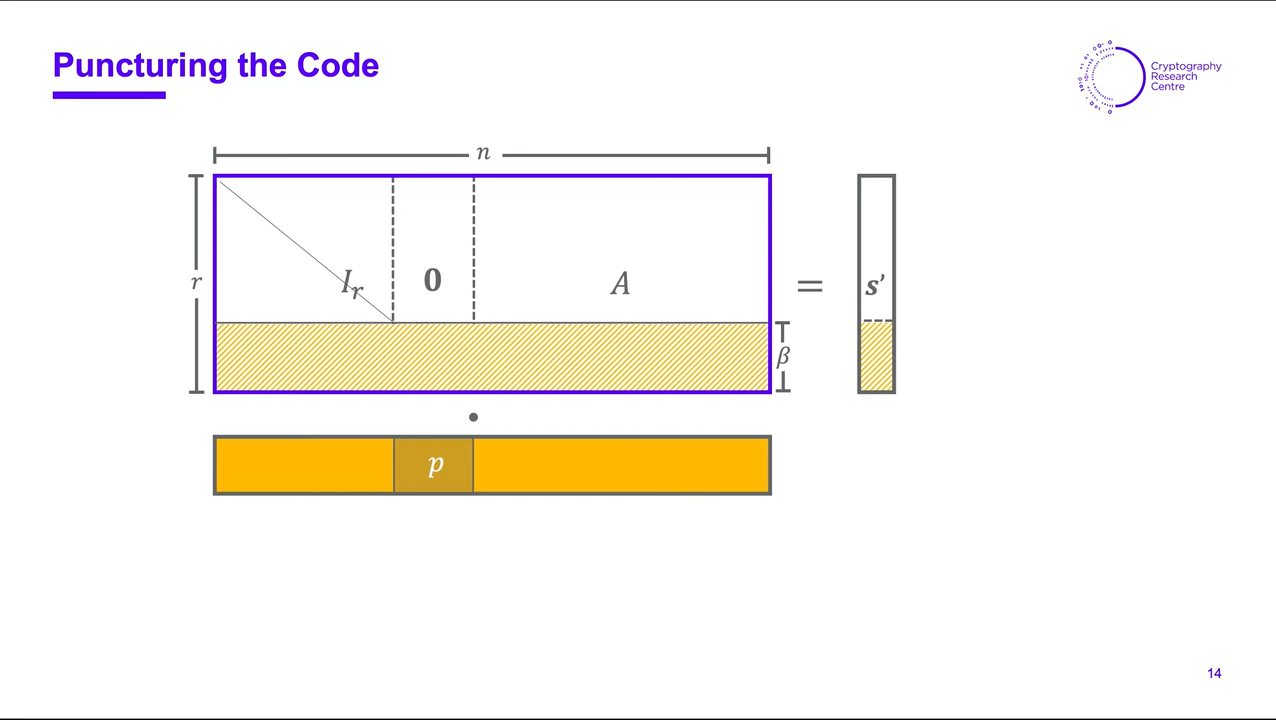 Puncturing the Code
Cryptography
Research
Centre
n
r
I_r
0
A
=
s’
β
•
p
14